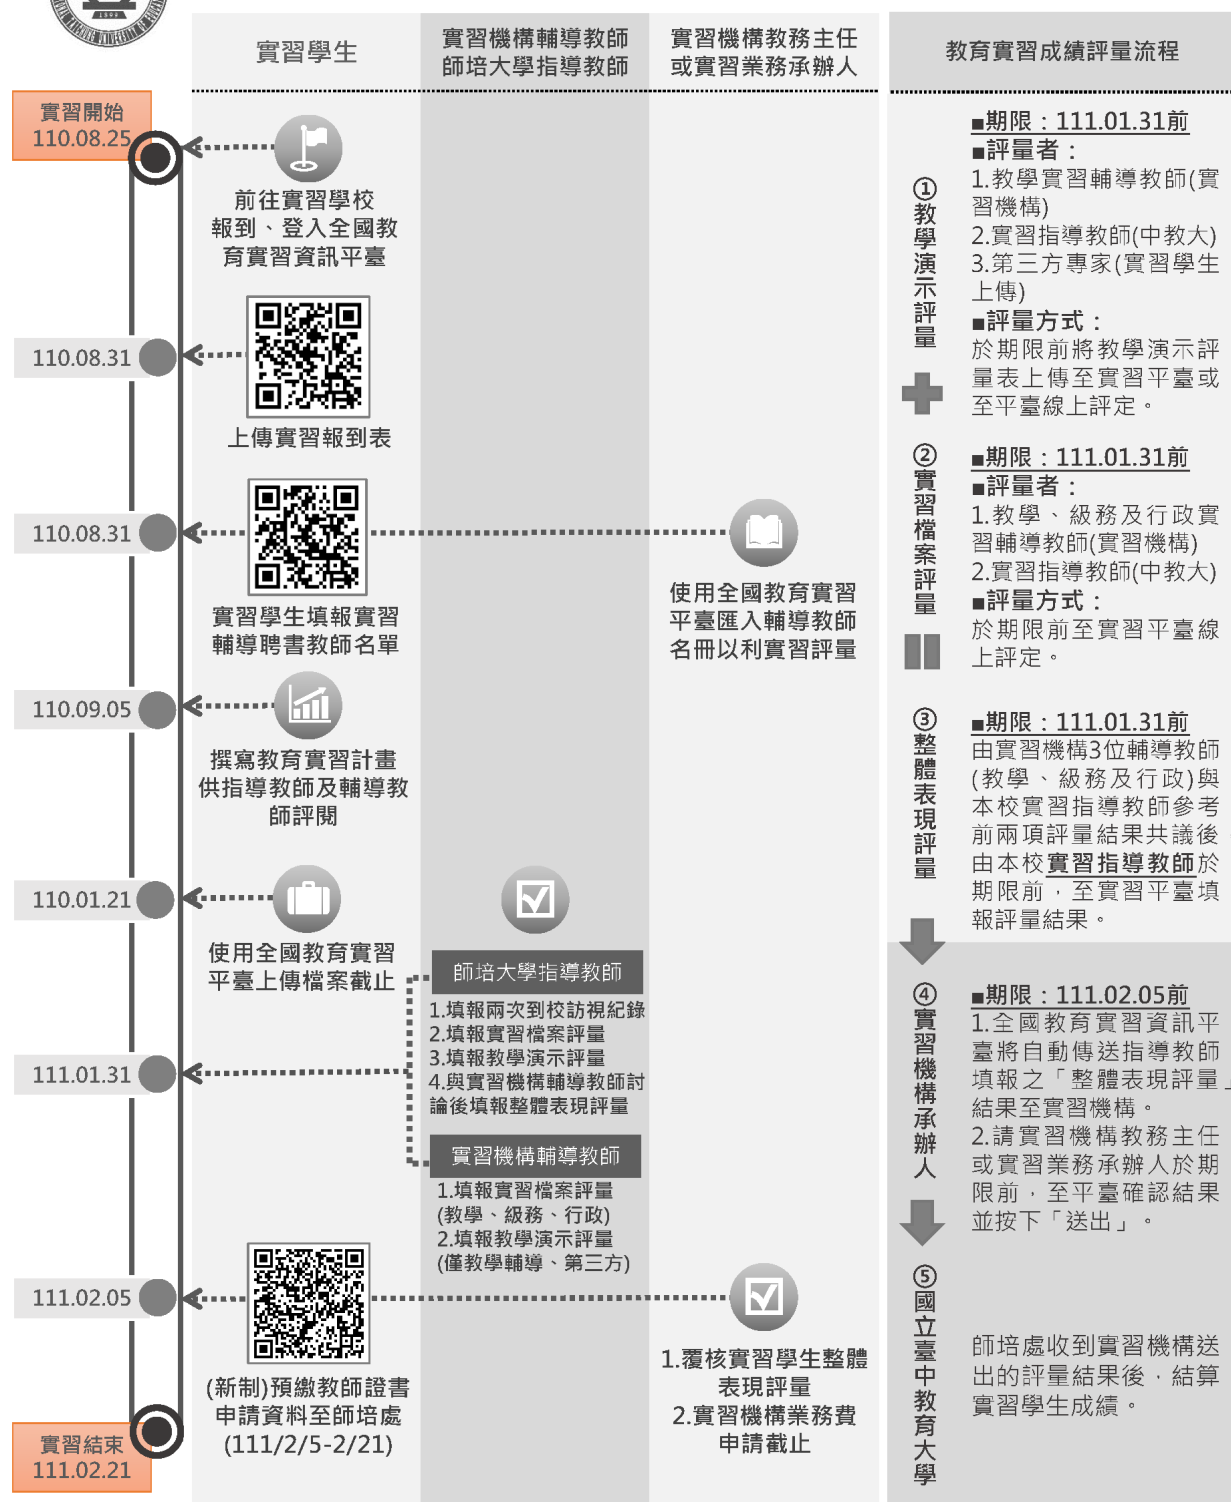 1899
實習學生
實習機構輔導教師
師培大學指導教師
實習機構教務主任
或實習業務承辦人
教育實習成績評量流程
實習開始
110.08.25
前往實習學校
報到、登入全國教
育實習資訊平臺
110.08.31
上傳實習報到表
110.08.31
實習學生填報實習
輔導聘書教師名單
使用全國教育實習
平臺匯入輔導教師
名冊以利實習評量
110.09.05
撰寫教育實習計畫
供指導教師及輔導教
師評閱
110.01.21
使用全國教育實習
平臺上傳檔案截止
師培大學指導教師
1.填報兩次到校訪視紀錄
2.填報實習檔案評量
3.填報教學演示評量
4.與實習機構輔導教師討
論後填報整體表現評量
111.01.31
實習機構輔導教師
1.填報實習檔案評量
(教學、級務、行政)
2.填報教學演示評量
(僅教學輔導、第三方)
111.02.05
(新制)預繳教師證書
申請資料至師培處
(111/2/5-2/21)
1.覆核實習學生整體
表現評量
2.實習機構業務費
申請截止
實習結束
111.02.21
①教學演示評量
■期限：111.01.31前
■評量者：
1.教學實習輔導教師(實
習機構)
2.實習指導教師(中教大)
3.第三方專家(實習學生
上傳)
■評量方式：
於期限前將教學演示評
量表上傳至實習平臺或
至平臺線上評定。
②實習檔案評量
■期限：111.01.31前
■評量者：
1.教學、級務及行政實
習輔導教師(實習機構)
2.實習指導教師(中教大)
■評量方式：
於期限前至實習平臺線
上評定。
③整體表現評量
■期限：111.01.31前
由實習機構3位輔導教師
(教學、級務及行政)與
本校實習指導教師參考
前兩項評量結果共議後
由本校實習指導教師於
期限前，至實習平臺填
報評量結果。
④實習機構承辦人
■期限：111.02.05前
1.全國教育實習資訊平
臺將自動傳送指導教師
填報之「整體表現評量」
結果至實習機構。
2.請實習機構教務主任
或實習業務承辦人於期
限前，至平臺確認結果
並按下「送出」。
⑤國立臺中教育大學
師培處收到實習機構送
出的評量結果後，結算
實習學生成績。